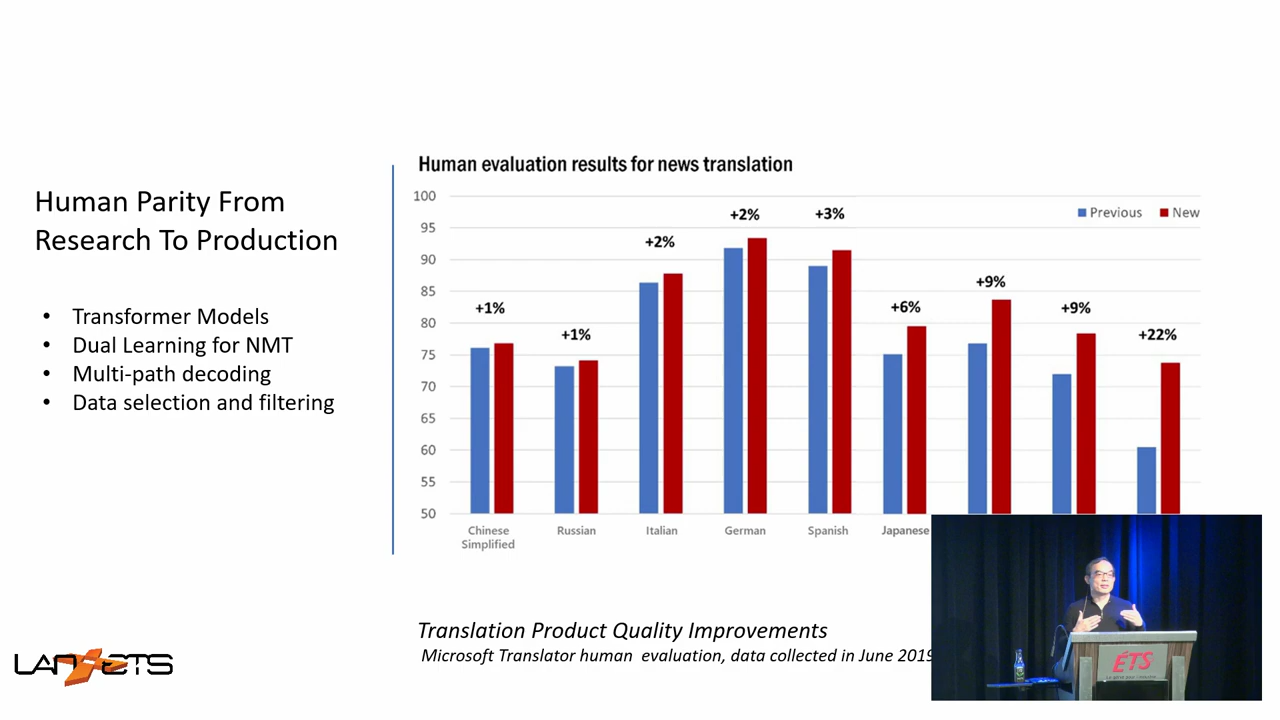 Human Parity From
Research To Production
• Transformer Models
• Dual Learning for NMT
• Multi-path decoding
• Data selection and filtering
Human evaluation results for news translation
Previous New
100
95
90
85
80
75
70
65
60
55
50
+1%
+1%
+2%
+2%
+3%
+6%
+9%
+9%
+22%
Chinese
Simplified
Russian
Italian
German
Spanish
Japanese
Translation Product Quality Improvements
Microsoft Translator human evaluation, data collected in June 2019
LAN ETS
ÉTS